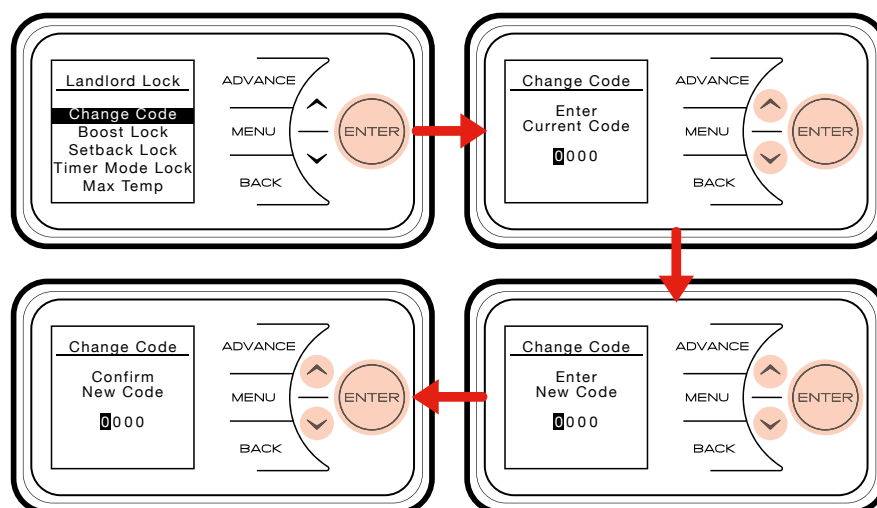 Landlord Lock
Change Code
Boost Lock
Setback Lock
Timer Mode Lock
Max Temp
ADVANCE
MENU
BACK
ENTER
Change Code
Enter
Current Code
0000
ADVANCE
MENU
BACK
ENTER
Change Code
Confirm
New Code
0000
ADVANCE
MENU
BACK
ENTER
Change Code
Enter
New Code
0000
ADVANCE
MENU
BACK
ENTER